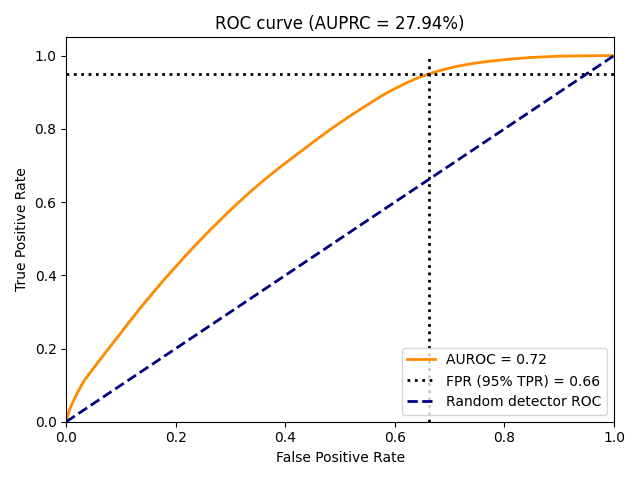 ROC curve (AUPRC = 27.94%)
True Positive Rate
1.0
0.8
0.6
0.4
0.2
0.0
AUROC = 0.72
FPR (95% TPR) = 0.66
Random detector ROC
0.0 0.2 0.4 0.6 0.8 1.0
False Positive Rate